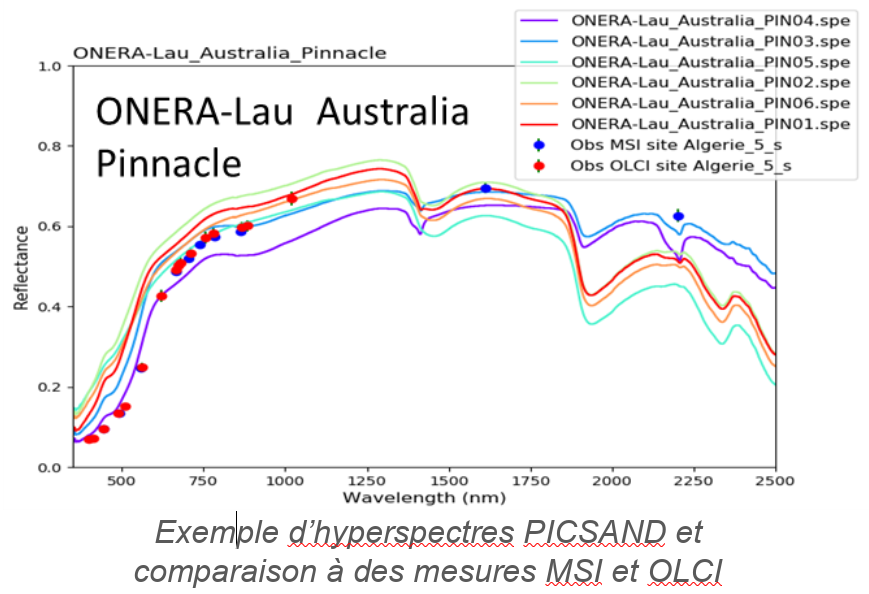 ONERA-Lau_Australia_Pinnacle
ONERA-Lau Australia
Pinnacle
ONERA-Lau_Australia_PIN04.spe
ONERA-Lau_Australia_PIN03.spe
ONERA-Lau_Australia_PIN05.spe
ONERA-Lau_Australia_PIN02.spe
ONERA-Lau_Australia_PIN06.spe
ONERA-Lau_Australia_PIN01.spe
Obs MSI site Algerie_5_s
Obs OLCI site Algerie_5_s
1.0
0.8
0.6
0.4
0.2
0.0
Reflectance
500 750 1000 1250 1500 1750 2000 2250 2500
Wavelength (nm)
Exemple d’hyperspectres PICSAND et
comparaison à des mesures MSI et OLCI